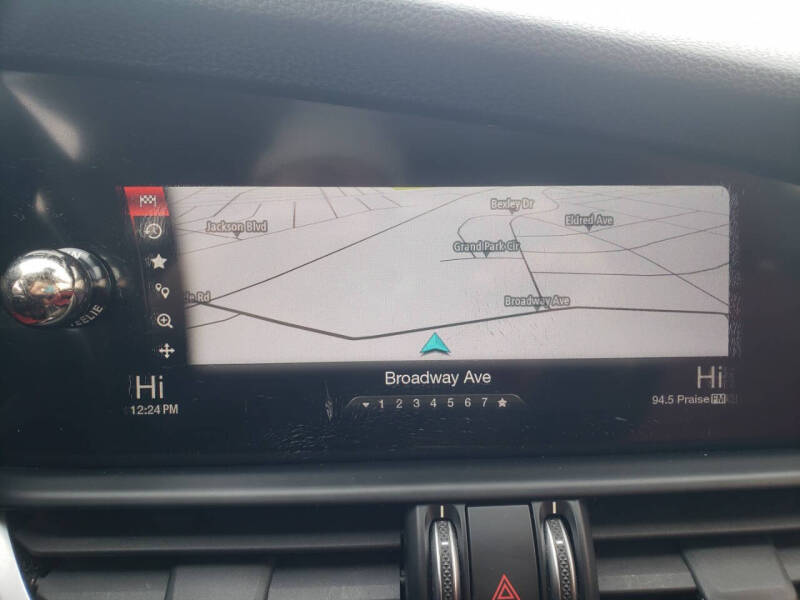 Bexley Dr
Jackson Blvd
Eldred Ave
Grand Park Cir
Rd
Broadway Ave
Hi
Broadway Ave
Hi
12:24 PM
1 2 3 4 5 6 7
94.5 Praise FM